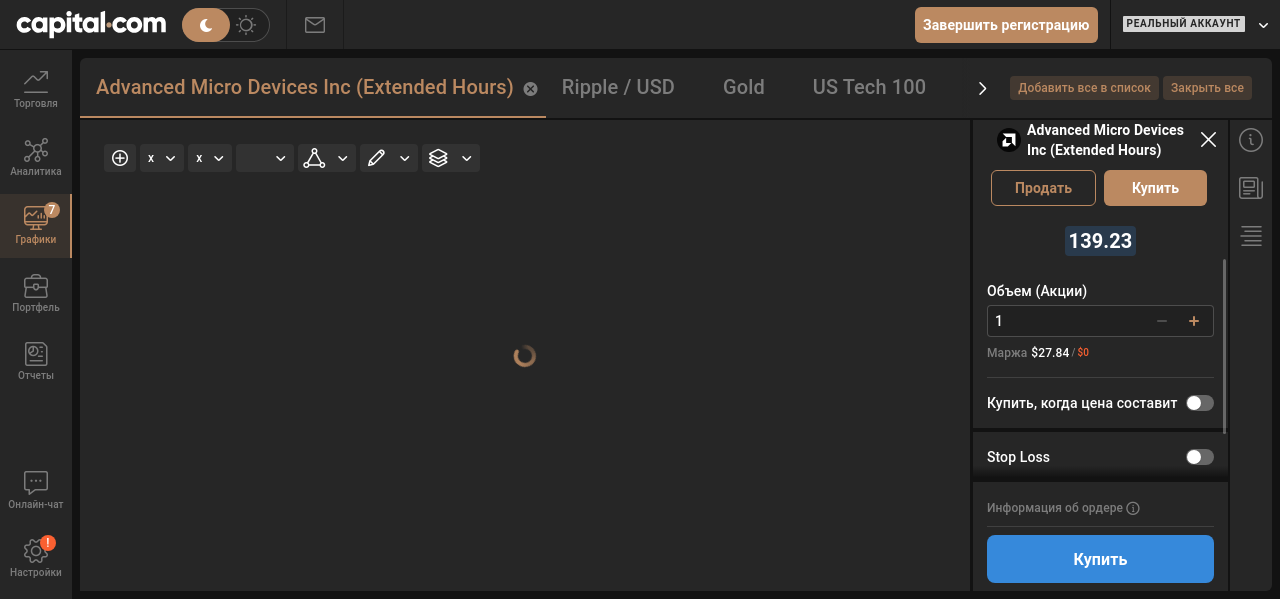 capital.com
Завершить регистрацию
РЕАЛЬНЫЙ АККАУНТ
Торговля
Аналитика
7
Графики
Портфель
Отчеты
Онлайн-чат
!
Настройки
Advanced Micro Devices Inc (Extended Hours)
Ripple / USD
Gold
US Tech 100
Добавить все в список
Закрыть все
x
x
Advanced Micro Devices
Inc (Extended Hours)
Продать
Купить
139.23
Объем (Акции)
1
Маржа $27.84 / $0
Купить, когда цена составит
Stop Loss
Информация об ордере
Купить